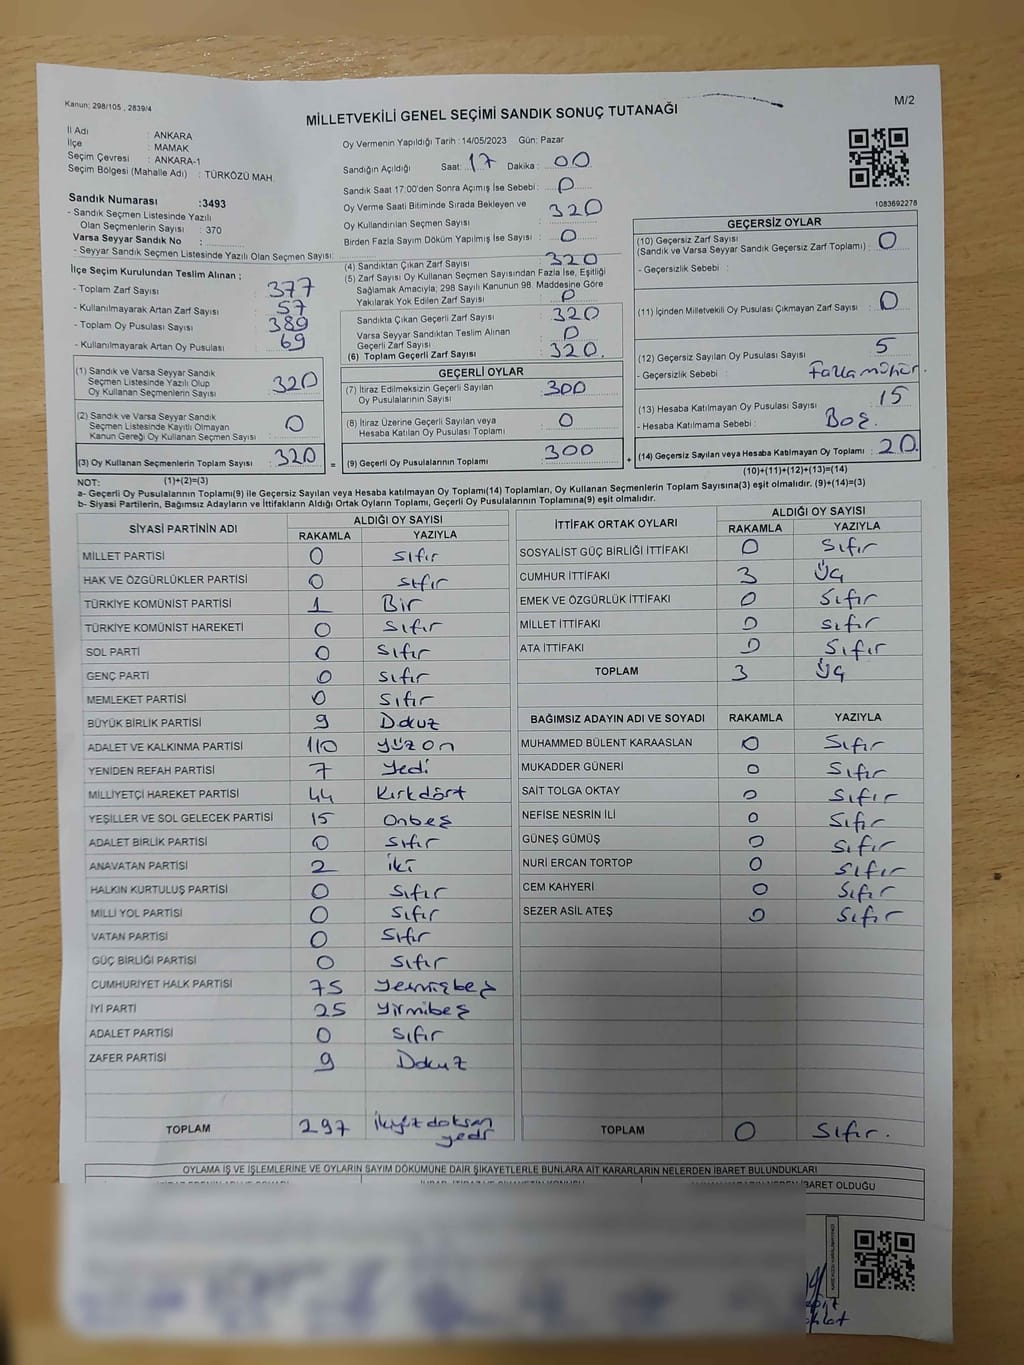 Kanun: 298/105 , 2839/4
MİLLETVEKİLİ GENEL SEÇİMİ SANDIK SONUÇ TUTANAĞI
M/2
İl Adı : ANKARA
İlçe : MAMAK
Seçim Çevresi : ANKARA-1
Seçim Bölgesi (Mahalle Adı) : TÜRKÖZÜ MAH.
Sandık Numarası :3493
- Sandık Seçmen Listesinde Yazılı
Olan Seçmenlerin Sayısı : 370
Varsa Seyyar Sandık No :
- Seyyar Sandık Seçmen Listesinde Yazılı Olan Seçmen Sayısı:
İlçe Seçim Kurulundan Teslim Alınan ;
- Toplam Zarf Sayısı : 377
- Kullanılmayarak Artan Zarf Sayısı : 57
- Toplam Oy Pusulası Sayısı : 389
- Kullanılmayarak Artan Oy Pusulası : 69
(1) Sandık ve Varsa Seyyar Sandık
Seçmen Listesinde Yazılı Olup
Oy Kullanan Seçmenlerin Sayısı : 320
(2) Sandık ve Varsa Seyyar Sandık
Seçmen Listesinde Kayıtlı Olmayan
Kanun Gereği Oy Kullanan Seçmen Sayısı : 0
(3) Oy Kullanan Seçmenlerin Toplam Sayısı : 320
(1)+(2)=(3)
Oy Vermenin Yapıldığı Tarih : 14/05/2023 Gün: Pazar
Sandığın Açıldığı Saat: 17 Dakika : 00
Sandık Saat 17:00'den Sonra Açımış İse Sebebi : 0
Oy Verme Saati Bitiminde Sırada Bekleyen ve
Oy Kullandırılan Seçmen Sayısı : 320
Birden Fazla Sayım Döküm Yapılmış İse Sayısı : 0
(4) Sandıktan Çıkan Zarf Sayısı : 320
(5) Zarf Sayısı Oy Kullanan Seçmen Sayısından Fazla İse, Eşitliği
Sağlamak Amacıyla; 298 Sayılı Kanunun 98. Maddesine Göre
Yakılarak Yok Edilen Zarf Sayısı : 0
Sandıkta Çıkan Geçerli Zarf Sayısı : 320
Varsa Seyyar Sandıktan Teslim Alınan
Geçerli Zarf Sayısı : 0
(6) Toplam Geçerli Zarf Sayısı : 320.
GEÇERLİ OYLAR
(7) İtiraz Edilmeksizin Geçerli Sayılan
Oy Pusulalarının Sayısı : 300
(8) İtiraz Üzerine Geçerli Sayılan veya
Hesaba Katılan Oy Pusulası Toplamı : 0
= (9) Geçerli Oy Pusulalarının Toplamı : 300
1083692278
GEÇERSİZ OYLAR
(10) Geçersiz Zarf Sayısı : 0
(Sandık ve Varsa Seyyar Sandık Geçersiz Zarf Toplamı)
- Geçersizlik Sebebi :
(11) İçinden Milletvekili Oy Pusulası Çıkmayan Zarf Sayısı : 0
(12) Geçersiz Sayılan Oy Pusulası Sayısı : 5
- Geçersizlik Sebebi : Fazla mühür.
(13) Hesaba Katılmayan Oy Pusulası Sayısı : 15
- Hesaba Katılmama Sebebi : Boş.
+ (14) Geçersiz Sayılan veya Hesaba Katılmayan Oy Toplamı : 20.
(10)+(11)+(12)+(13)=(14)
NOT:
a- Geçerli Oy Pusulalarının Toplamı(9) ile Geçersiz Sayılan veya Hesaba katılmayan Oy Toplamı(14) Toplamları, Oy Kullanan Seçmenlerin Toplam Sayısına(3) eşit olmalıdır. (9)+(14)=(3)
b- Siyasi Partilerin, Bağımsız Adayların ve İttifakların Aldığı Ortak Oyların Toplamı, Geçerli Oy Pusulalarının Toplamına(9) eşit olmalıdır.
SİYASİ PARTİNİN ADI ALDIĞI OY SAYISI
RAKAMLA YAZIYLA
MİLLET PARTİSİ 0 sıfır
HAK VE ÖZGÜRLÜKLER PARTİSİ 0 sıfır
TÜRKİYE KOMÜNİST PARTİSİ 1 Bir
TÜRKİYE KOMÜNİST HAREKETİ 0 Sıfır
SOL PARTİ 0 Sıfır
GENÇ PARTİ 0 Sıfır
MEMLEKET PARTİSİ 0 Sıfır
BÜYÜK BİRLİK PARTİSİ 9 Dokuz
ADALET VE KALKINMA PARTİSİ 110 yüzon
YENİDEN REFAH PARTİSİ 7 Yedi
MİLLİYETÇİ HAREKET PARTİSİ 44 Kırkdört
YEŞİLLER VE SOL GELECEK PARTİSİ 15 Onbeş
ADALET BİRLİK PARTİSİ 0 Sıfır
ANAVATAN PARTİSİ 2 İki
HALKIN KURTULUŞ PARTİSİ 0 Sıfır
MİLLİ YOL PARTİSİ 0 Sıfır
VATAN PARTİSİ 0 Sıfır
GÜÇ BİRLİĞİ PARTİSİ 0 Sıfır
CUMHURİYET HALK PARTİSİ 75 Yetmişbeş
İYİ PARTİ 25 Yirmibeş
ADALET PARTİSİ 0 Sıfır
ZAFER PARTİSİ 9 Dokuz
TOPLAM 297 ikiyüzdoksan
yedi
İTTİFAK ORTAK OYLARI ALDIĞI OY SAYISI
RAKAMLA YAZIYLA
SOSYALİST GÜÇ BİRLİĞİ İTTİFAKI 0 Sıfır
CUMHUR İTTİFAKI 3 Üç
EMEK VE ÖZGÜRLÜK İTTİFAKI 0 Sıfır
MİLLET İTTİFAKI 0 Sıfır
ATA İTTİFAKI 0 Sıfır
TOPLAM 3 Üç
BAĞIMSIZ ADAYIN ADI VE SOYADI RAKAMLA YAZIYLA
MUHAMMED BÜLENT KARAASLAN 0 Sıfır
MUKADDER GÜNERİ 0 Sıfır
SAİT TOLGA OKTAY 0 Sıfır
NEFİSE NESRİN İLİ 0 Sıfır
GÜNEŞ GÜMÜŞ 0 Sıfır
NURİ ERCAN TORTOP 0 Sıfır
CEM KAHYERİ 0 Sıfır
SEZER ASİL ATEŞ 0 Sıfır
TOPLAM 0 Sıfır.
OYLAMA İŞ VE İŞLEMLERİNE VE OYLARIN SAYIM DÖKÜMÜNE DAİR ŞİKAYETLERLE BUNLARA AİT KARARLARIN NELERDEN İBARET BULUNDUKLARI
İBARET OLDUĞU